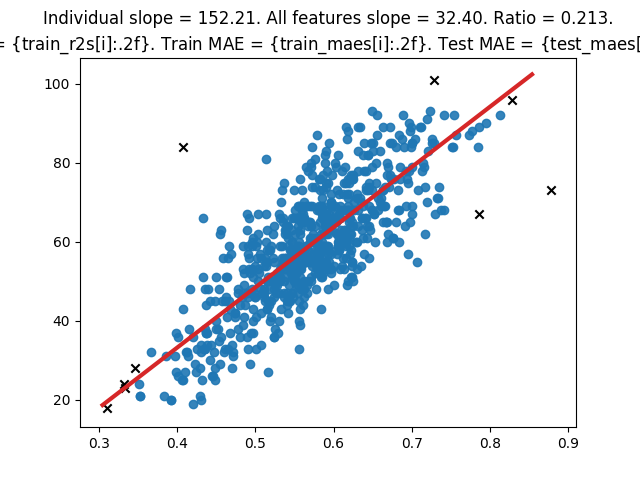 Individual slope = 152.21. All features slope = 32.40. Ratio = 0.213.
= {train_r2s[i]:.2f}. Train MAE = {train_maes[i]:.2f}. Test MAE = {test_maes[
100
80
60
40
20
0.3 0.4 0.5 0.6 0.7 0.8 0.9